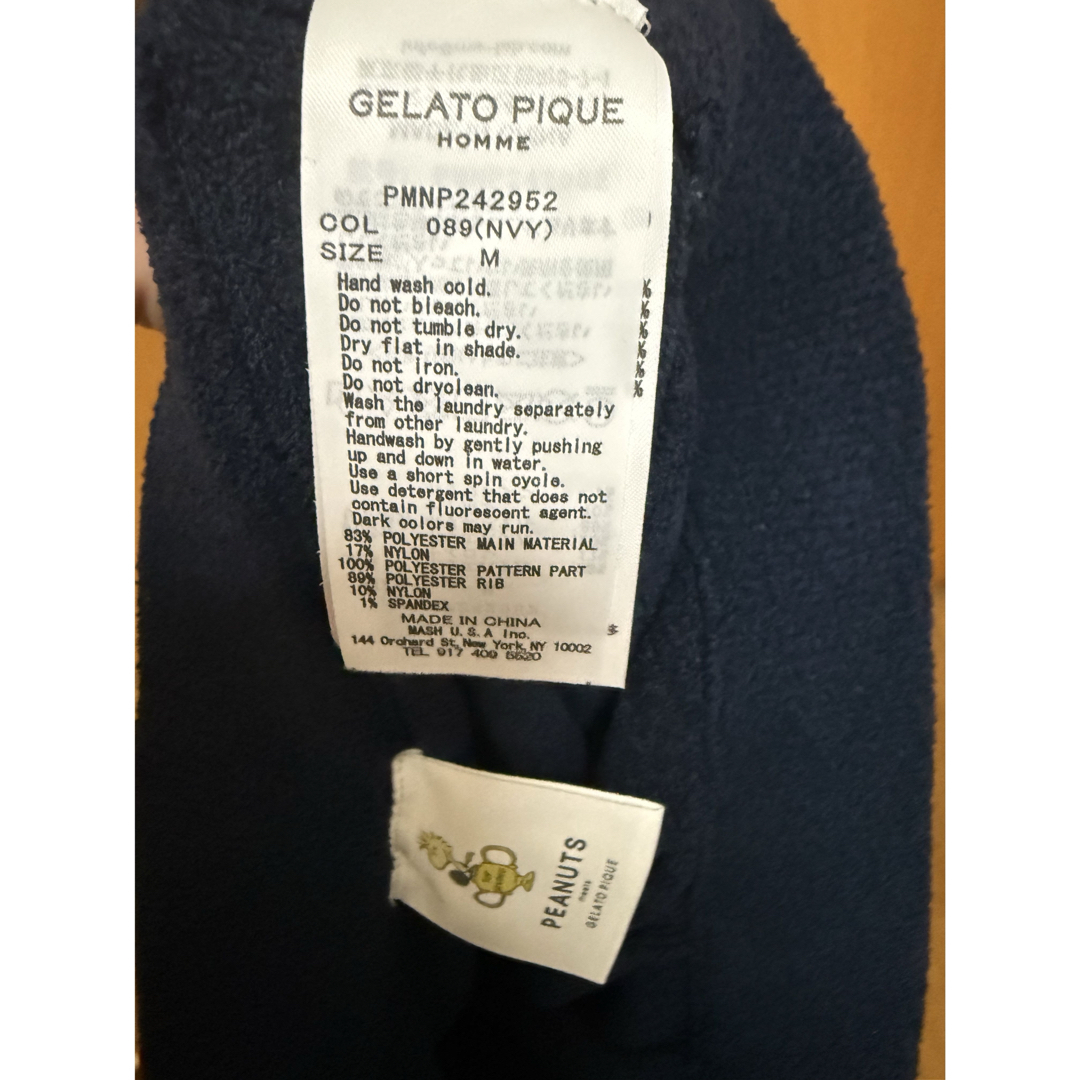 GELATO PIQUE
HOMME
PMNP242952
COL 089(NVY)
SIZE M
Hand wash cold.
Do not bleach.
Do not tumble dry.
Dry flat in shade.
Do not iron.
Do not dryclean.
Wash the laundry separately
from other laundry.
Handwash by gently pushing
up and down in water.
Use a short spin cycle.
Use detergent that does not
contain fluorescent agent.
Dark colors may run.
83% POLYESTER MAIN MATERIAL
17% NYLON
100% POLYESTER PATTERN PART
89% POLYESTER RIB
10% NYLON
1% SPANDEX
MADE IN CHINA
MASH U.S.A Inc.
144 Orchard St, New York, NY 10002
TEL 917 409 5520
PEANUTS
meets
GELATO PIQUE